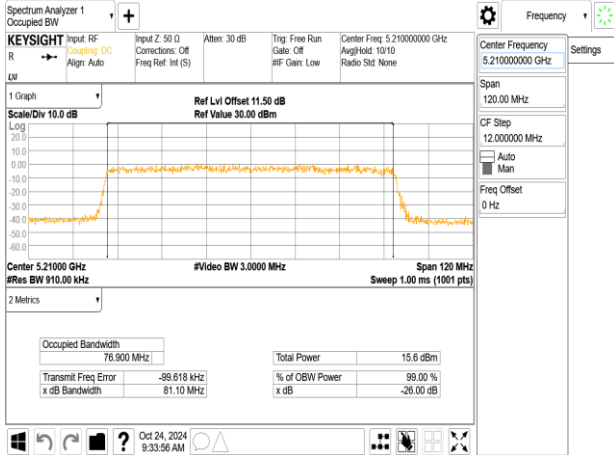 Spectrum Analyzer 1
Occupied BW
Frequency
KEYSIGHT
R
Input: RF
Coupling: DC
Align: Auto
Input Z: 50 Ω
Corrections: Off
Freq Ref: Int (S)
Atten: 30 dB
Trig: Free Run
Gate: Off
#IF Gain: Low
Center Freq: 5.210000000 GHz
Avg|Hold: 10/10
Radio Std: None
Center Frequency
5.210000000 GHz
Settings
Span
120.00 MHz
CF Step
12.000000 MHz
Auto
Man
Freq Offset
0 Hz
1 Graph
Scale/Div 10.0 dB
Ref Lvl Offset 11.50 dB
Ref Value 30.00 dBm
Log
20.0
10.0
0.00
-10.0
-20.0
-30.0
-40.0
-50.0
-60.0
Center 5.21000 GHz
#Video BW 3.0000 MHz
Span 120 MHz
#Res BW 910.00 kHz
Sweep 1.00 ms (1001 pts)
2 Metrics
Occupied Bandwidth
76.900 MHz
Total Power 15.6 dBm
Transmit Freq Error -99.618 kHz
% of OBW Power 99.00 %
x dB Bandwidth 81.10 MHz
x dB -26.00 dB
?
Oct 24, 2024
9:33:56 AM